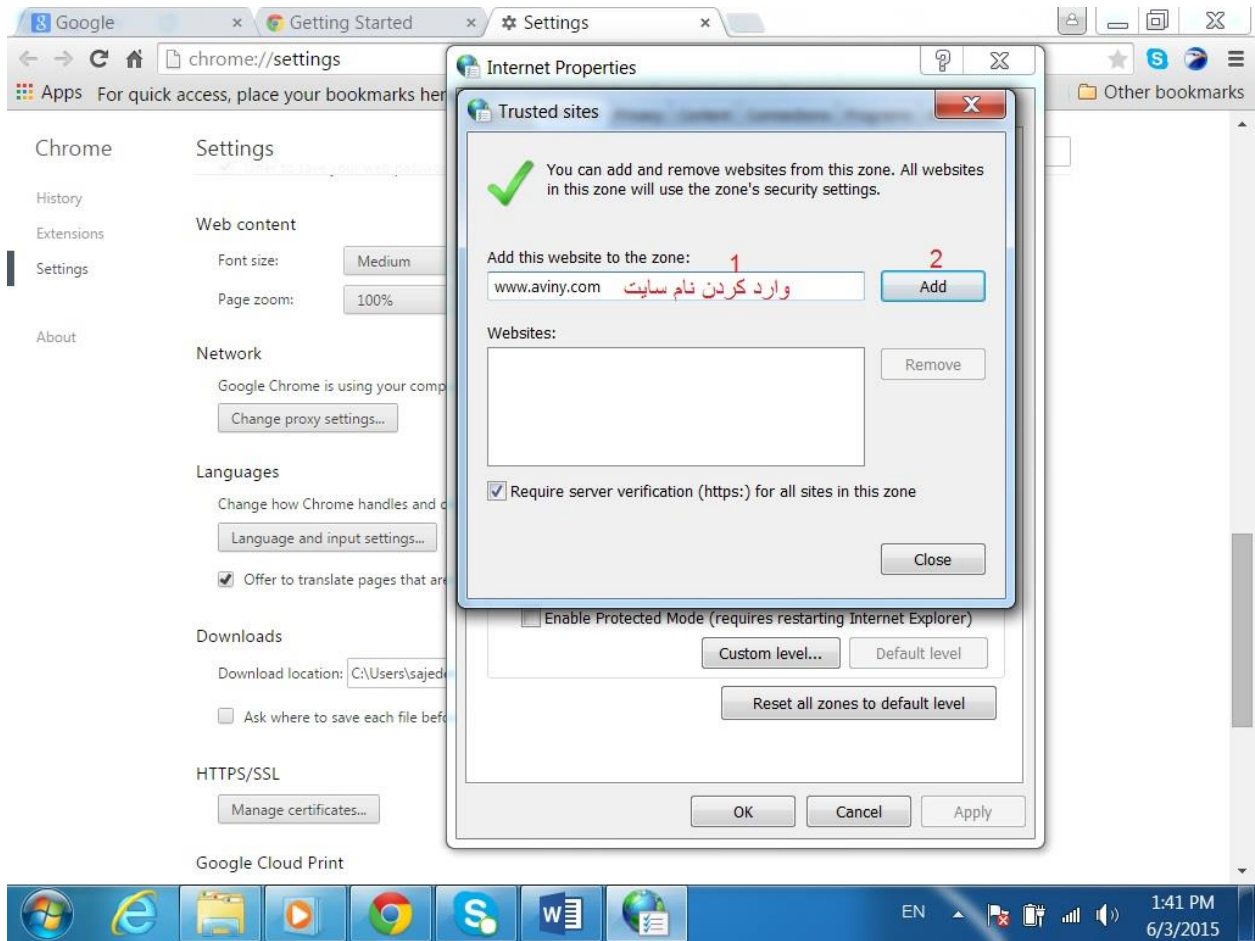 Google
Getting Started
Settings
chrome://settings
Apps For quick access, place your bookmarks her
Other bookmarks
Chrome
History
Extensions
Settings
About
Settings
Web content
Font size:
Medium
Page zoom:
100%
Network
Google Chrome is using your comp
Change proxy settings...
Languages
Change how Chrome handles and d
Language and input settings...
Offer to translate pages that are
Downloads
Download location: C:\Users\sajed
Ask where to save each file befo
HTTPS/SSL
Manage certificates...
Google Cloud Print
Internet Properties
Trusted sites
You can add and remove websites from this zone. All websites
in this zone will use the zone's security settings.
Add this website to the zone:
1
2
www.aviny.com وارد کردن نام سایت
Add
Websites:
Remove
Require server verification (https:) for all sites in this zone
Close
Enable Protected Mode (requires restarting Internet Explorer)
Custom level...
Default level
Reset all zones to default level
OK
Cancel
Apply
EN
1:41 PM
6/3/2015